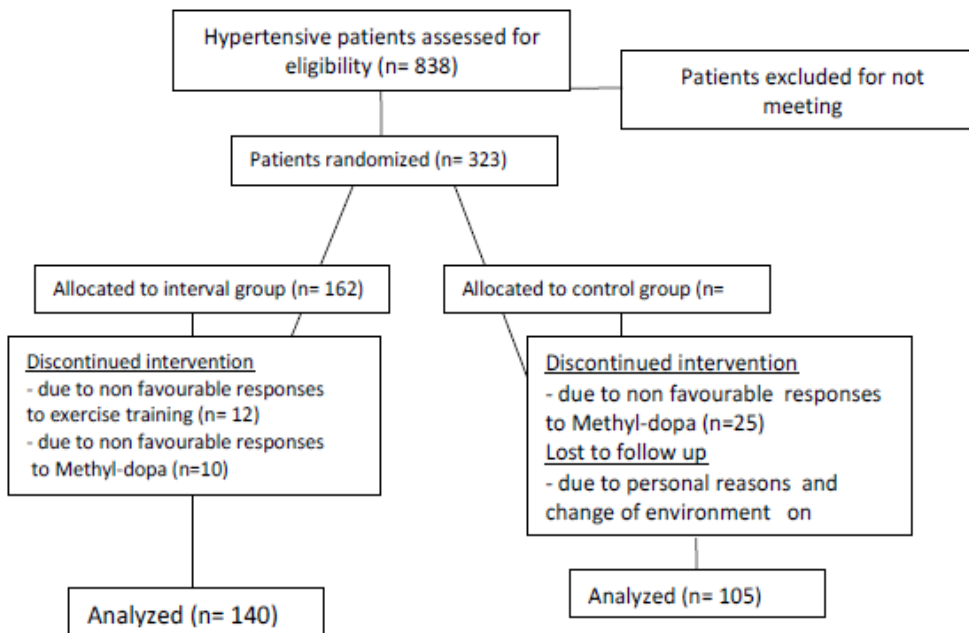 Hypertensive patients assessed for
eligibility (n= 838)
Patients excluded for not
meeting
Patients randomized (n= 323)
Allocated to interval group (n= 162)
Allocated to control group (n=
Discontinued intervention
- due to non favourable responses
to exercise training (n= 12)
- due to non favourable responses
to Methyl-dopa (n=10)
Discontinued intervention
- due to non favourable responses
to Methyl-dopa (n=25)
Lost to follow up
- due to personal reasons and
change of environment on
Analyzed (n= 140)
Analyzed (n= 105)